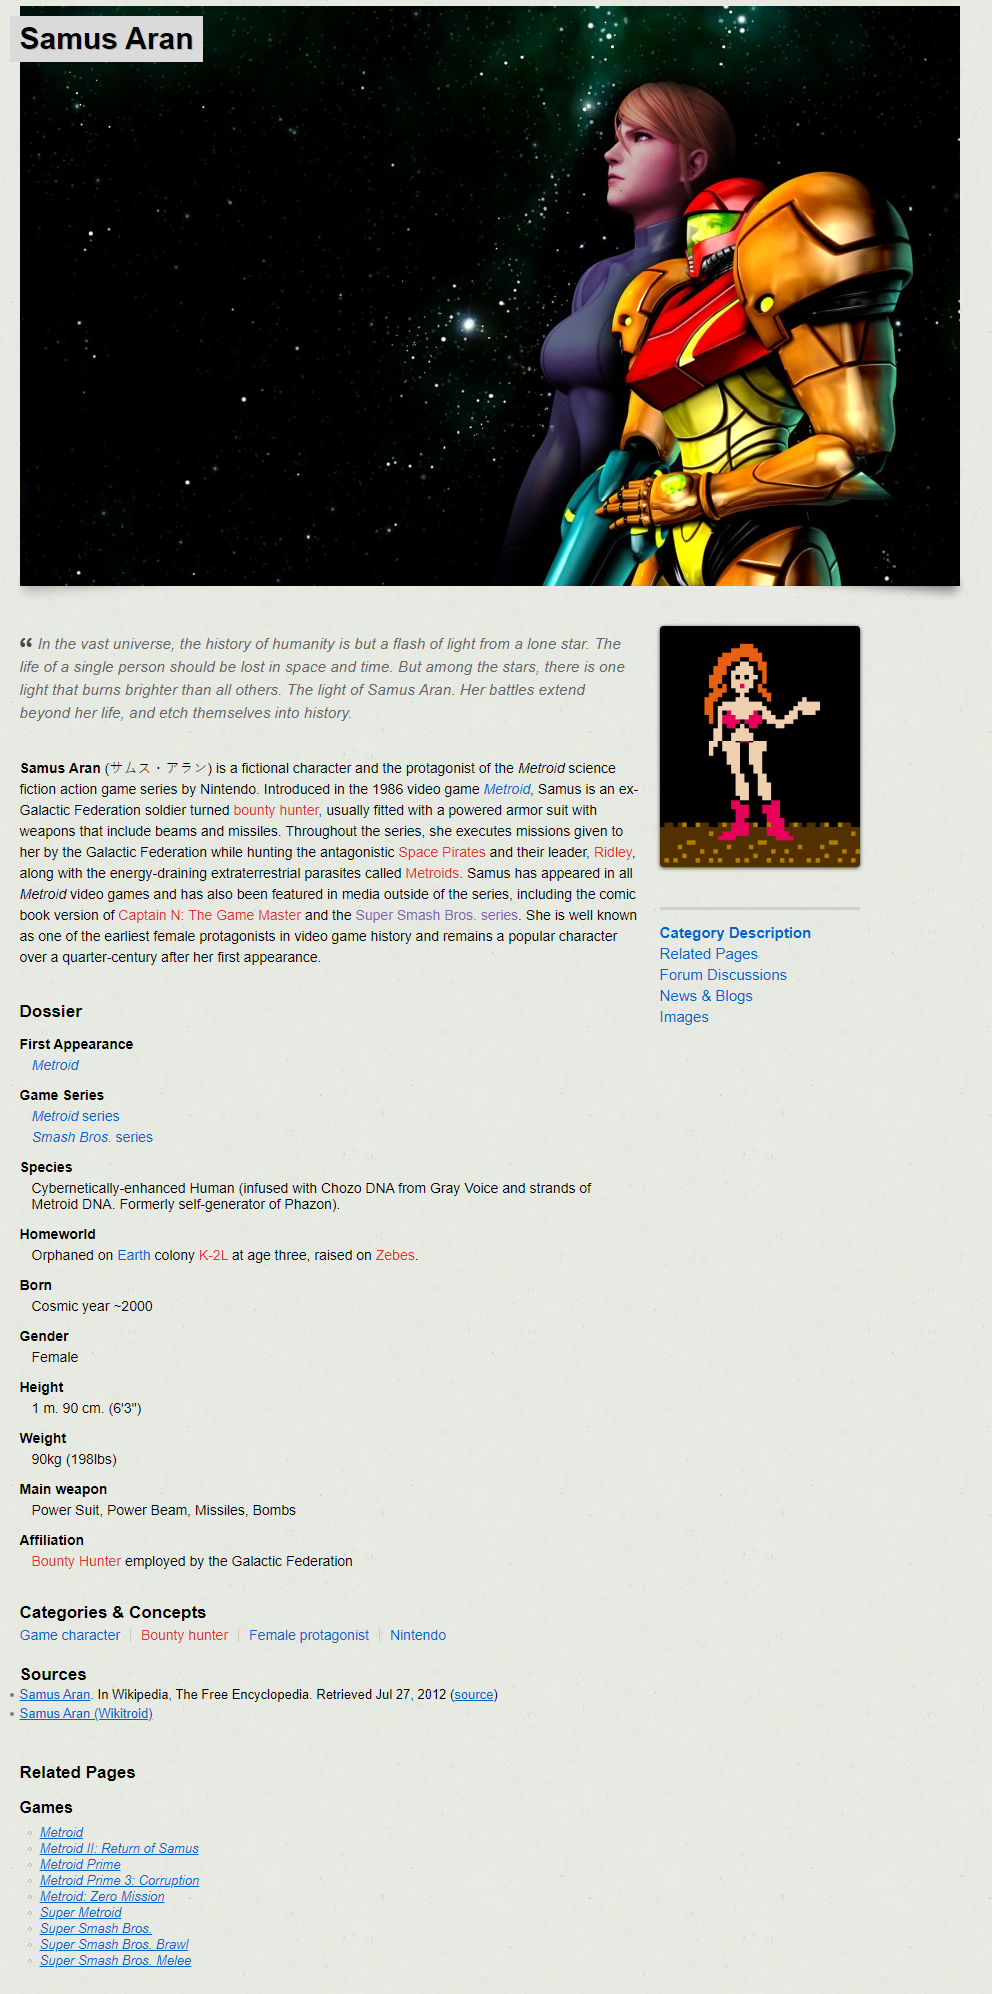 Samus Aran
“ In the vast universe, the history of humanity is but a flash of light from a lone star. The
life of a single person should be lost in space and time. But among the stars, there is one
light that burns brighter than all others. The light of Samus Aran. Her battles extend
beyond her life, and etch themselves into history.
Samus Aran (サムス・アラン) is a fictional character and the protagonist of the Metroid science
fiction action game series by Nintendo. Introduced in the 1986 video game Metroid, Samus is an ex-
Galactic Federation soldier turned bounty hunter, usually fitted with a powered armor suit with
weapons that include beams and missiles. Throughout the series, she executes missions given to
her by the Galactic Federation while hunting the antagonistic Space Pirates and their leader, Ridley,
along with the energy-draining extraterrestrial parasites called Metroids. Samus has appeared in all
Metroid video games and has also been featured in media outside of the series, including the comic
book version of Captain N: The Game Master and the Super Smash Bros. series. She is well known
as one of the earliest female protagonists in video game history and remains a popular character
over a quarter-century after her first appearance.
Category Description
Related Pages
Forum Discussions
News & Blogs
Images
Dossier
First Appearance
Metroid
Game Series
Metroid series
Smash Bros. series
Species
Cybernetically-enhanced Human (infused with Chozo DNA from Gray Voice and strands of
Metroid DNA. Formerly self-generator of Phazon).
Homeworld
Orphaned on Earth colony K-2L at age three, raised on Zebes.
Born
Cosmic year ~2000
Gender
Female
Height
1 m. 90 cm. (6'3")
Weight
90kg (198lbs)
Main weapon
Power Suit, Power Beam, Missiles, Bombs
Affiliation
Bounty Hunter employed by the Galactic Federation
Categories & Concepts
Game character | Bounty hunter | Female protagonist | Nintendo
Sources
• Samus Aran. In Wikipedia, The Free Encyclopedia. Retrieved Jul 27, 2012 (source)
• Samus Aran (Wikitroid)
Related Pages
Games
◦ Metroid
◦ Metroid II: Return of Samus
◦ Metroid Prime
◦ Metroid Prime 3: Corruption
◦ Metroid: Zero Mission
◦ Super Metroid
◦ Super Smash Bros.
◦ Super Smash Bros. Brawl
◦ Super Smash Bros. Melee